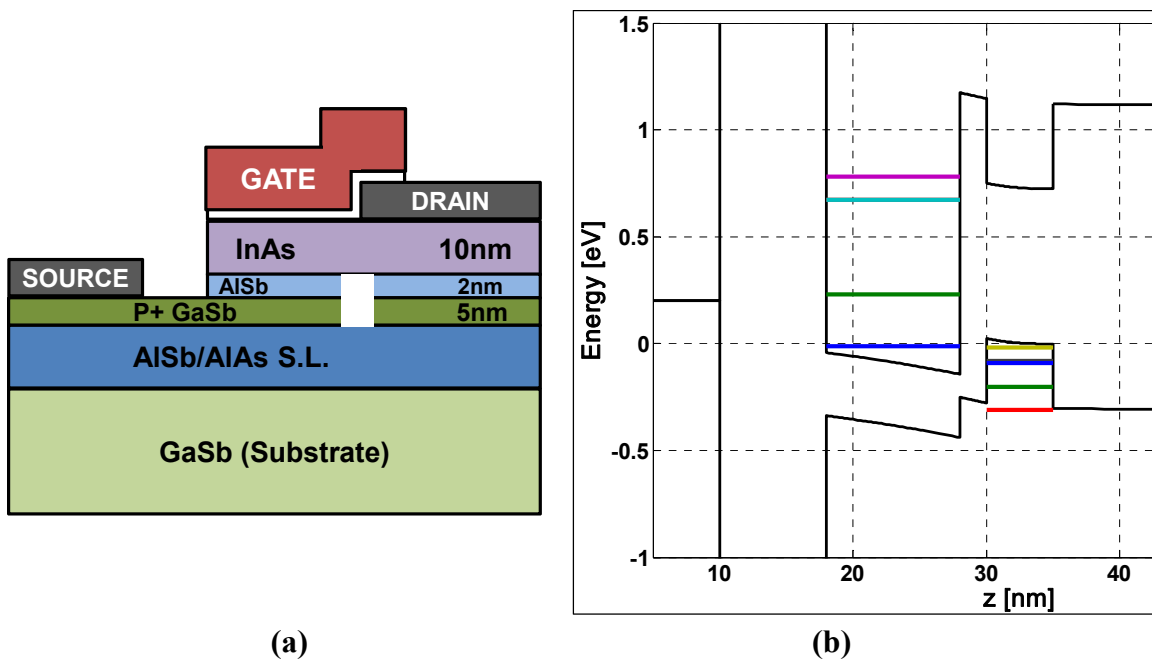 GATE
DRAIN
InAs 10nm
SOURCE
AlSb 2nm
P+ GaSb 5nm
AlSb/AlAs S.L.
GaSb (Substrate)
(a)
Energy [eV]
1.5
1
0.5
0
-0.5
-1
10 20 30 40
z [nm]
(b)